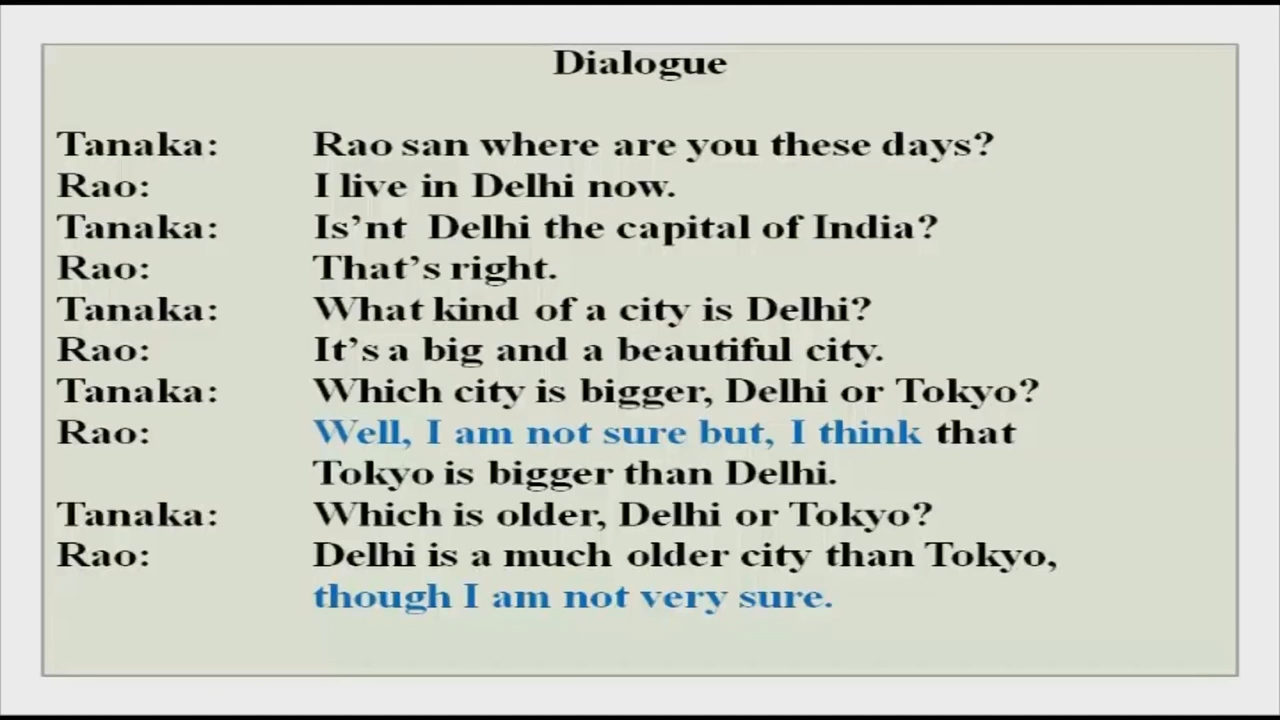 Dialogue
Tanaka: Rao san where are you these days?
Rao: I live in Delhi now.
Tanaka: Is’nt Delhi the capital of India?
Rao: That’s right.
Tanaka: What kind of a city is Delhi?
Rao: It’s a big and a beautiful city.
Tanaka: Which city is bigger, Delhi or Tokyo?
Rao: Well, I am not sure but, I think that
Tokyo is bigger than Delhi.
Tanaka: Which is older, Delhi or Tokyo?
Rao: Delhi is a much older city than Tokyo,
though I am not very sure.